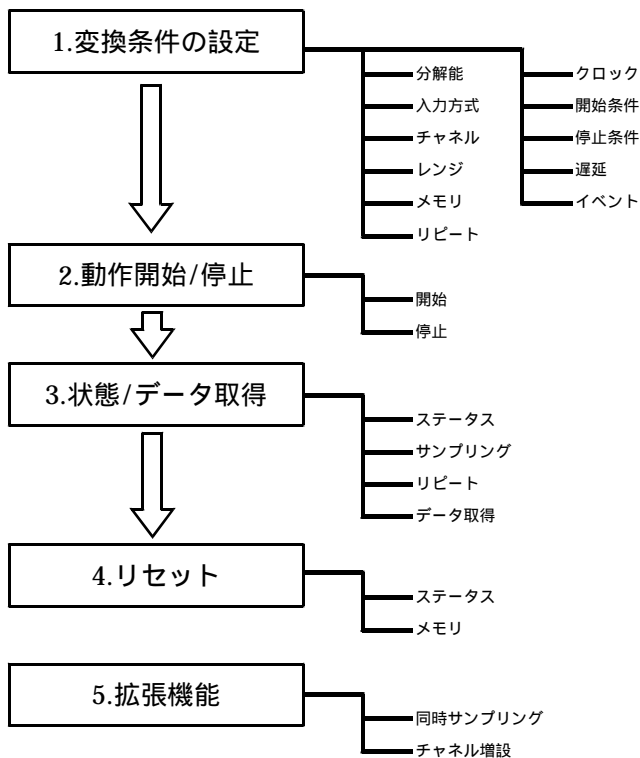 1.変換条件の設定
分解能
入力方式
チャネル
レンジ
メモリ
リピート
クロック
開始条件
停止条件
遅延
イベント
2.動作開始/停止
開始
停止
3.状態/データ取得
ステータス
サンプリング
リピート
データ取得
4.リセット
ステータス
メモリ
5.拡張機能
同時サンプリング
チャネル増設